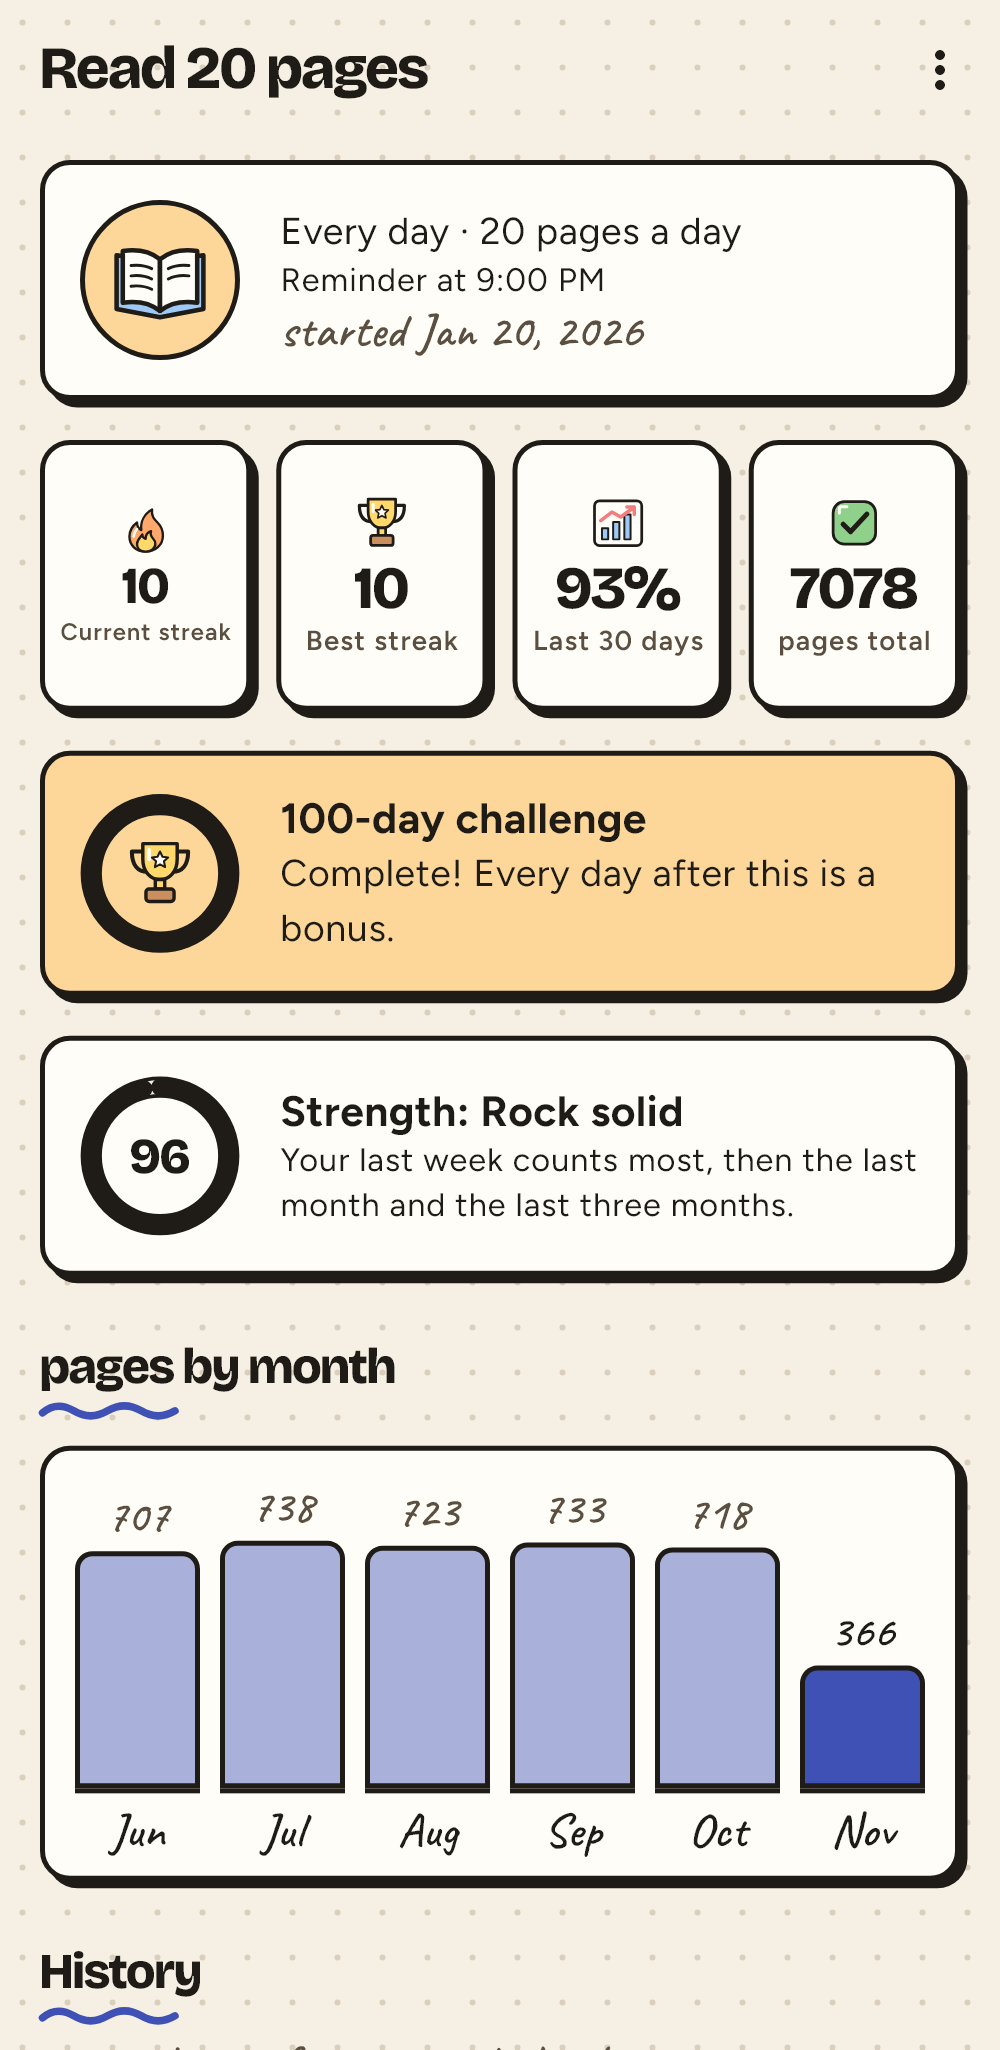 Read 20 pages
Every day · 20 pages a day
Reminder at 9:00 PM
started Jan 20, 2026
10
Current streak
10
Best streak
93%
Last 30 days
7078
pages total
100-day challenge
Complete! Every day after this is a
bonus.
96
Strength: Rock solid
Your last week counts most, then the last
month and the last three months.
pages by month
707
738
723
733
718
366
Jun
Jul
Aug
Sep
Oct
Nov
History